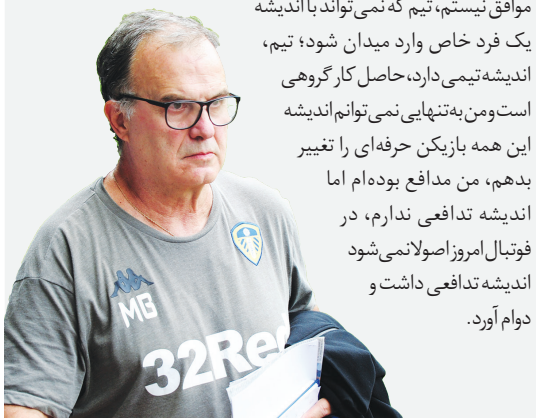 موافق نیستم، تیم که نمی‌تواند با اندیشه
یک فرد خاص وارد میدان شود؛ تیم،
اندیشه تیمی دارد، حاصل کار گروهی
است و من به تنهایی نمی‌توانم اندیشه
این همه بازیکن حرفه‌ای را تغییر
بدهم، من مدافع بوده‌ام اما
اندیشه تدافعی ندارم، در
فوتبال امروز اصولا نمی‌شود
اندیشه تدافعی داشت و
دوام آورد.
MB
32Red